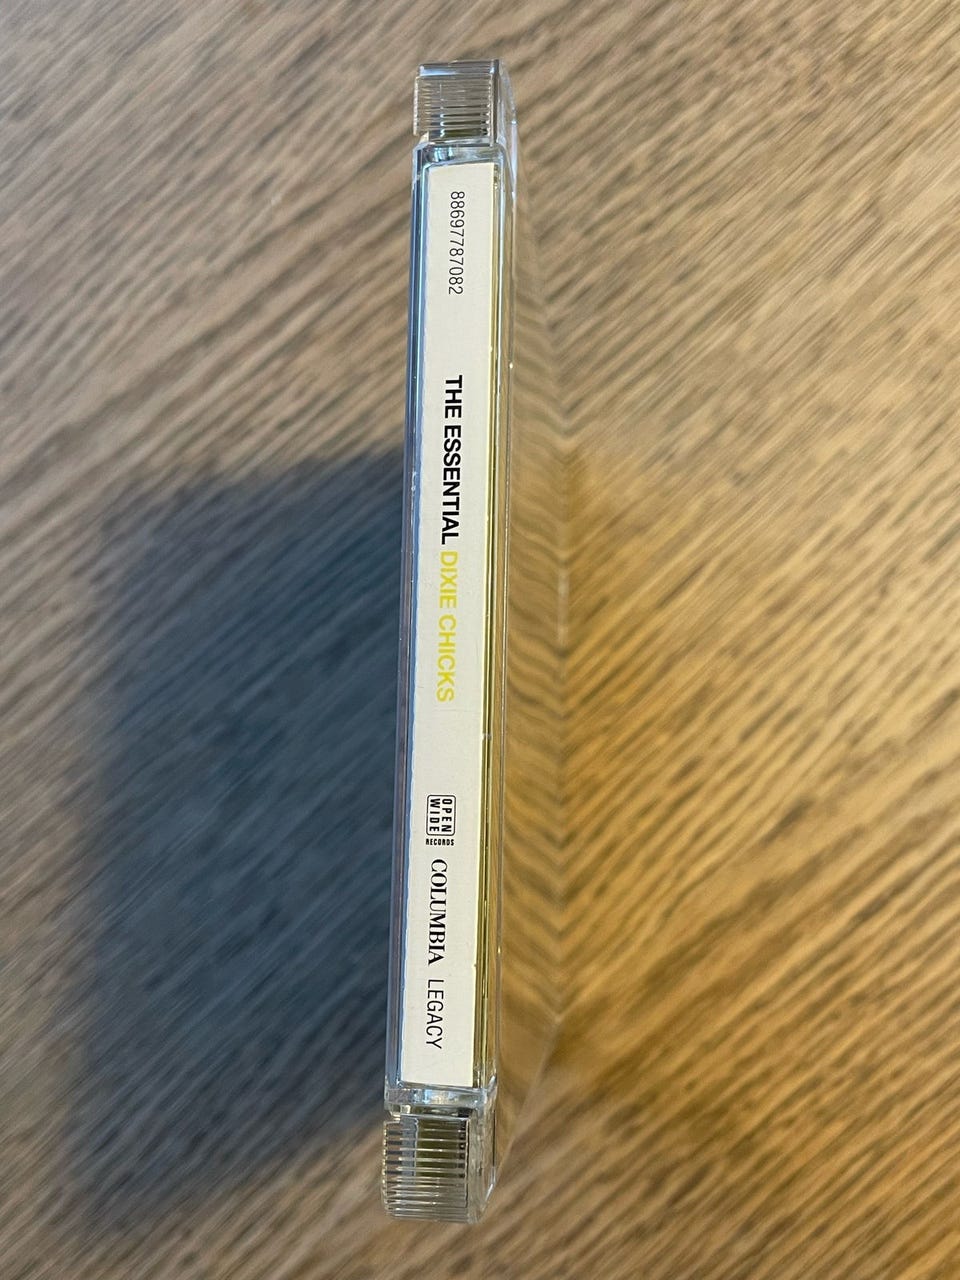 88697787082
THE ESSENTIAL DIXIE CHICKS
OPEN
WIDE
RECORDS
COLUMBIA
LEGACY